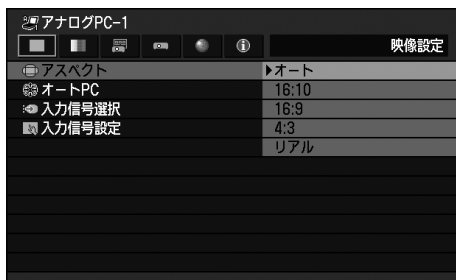 アナログPC-1
映像設定
アスペクト
オート
オートPC
16:10
入力信号選択
16:9
入力信号設定
4:3
リアル